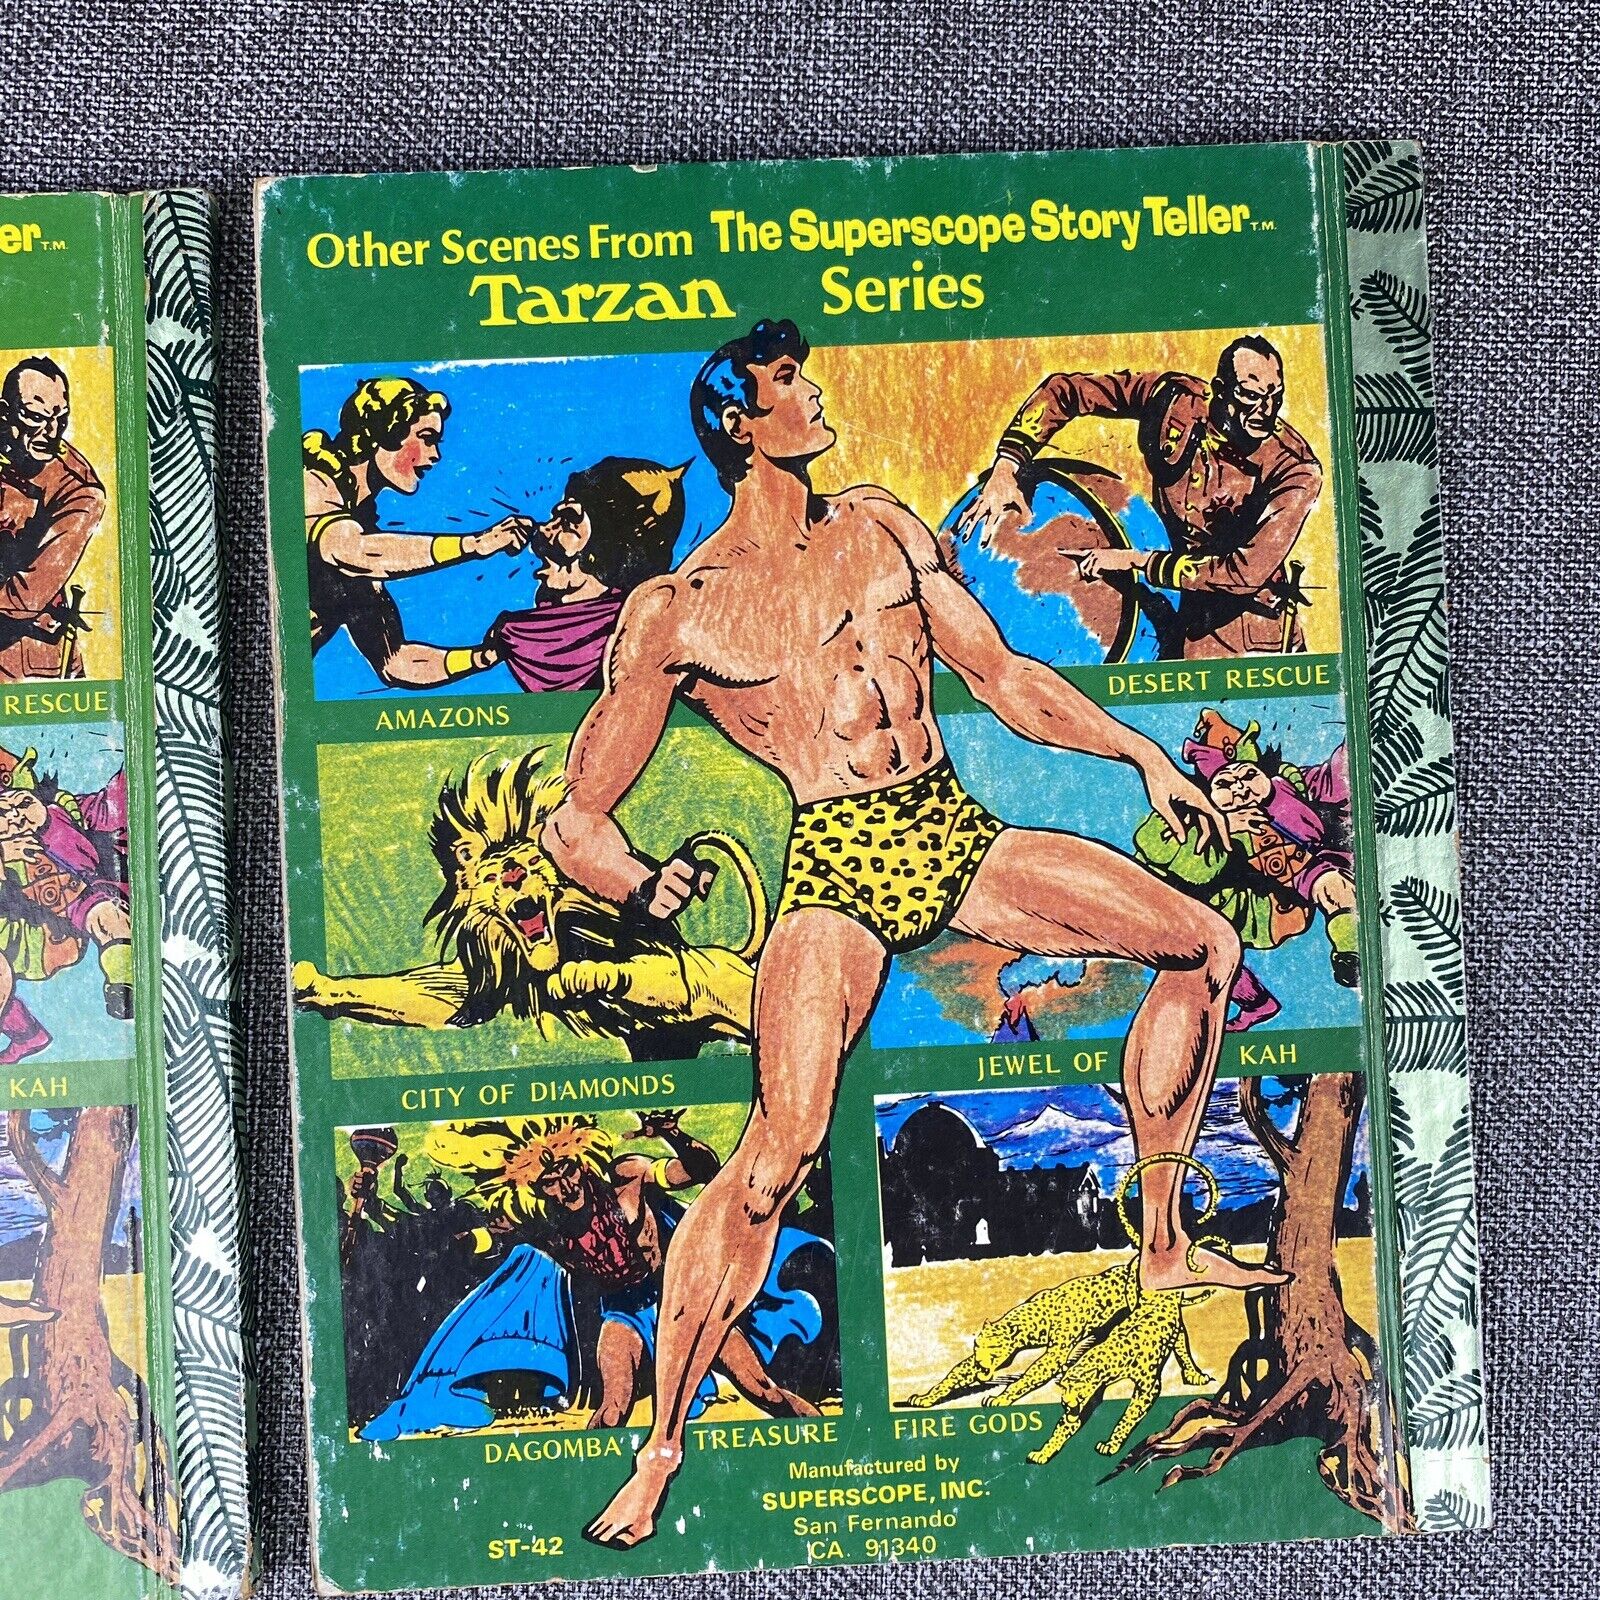 er T.M.
RESCUE
KAH
Other Scenes From The Superscope Story Teller T.M.
Tarzan Series
AMAZONS
DESERT RESCUE
CITY OF DIAMONDS
JEWEL OF KAH
DAGOMBA TREASURE
FIRE GODS
Manufactured by
SUPERSCOPE, INC.
San Fernando
CA. 91340
ST-42